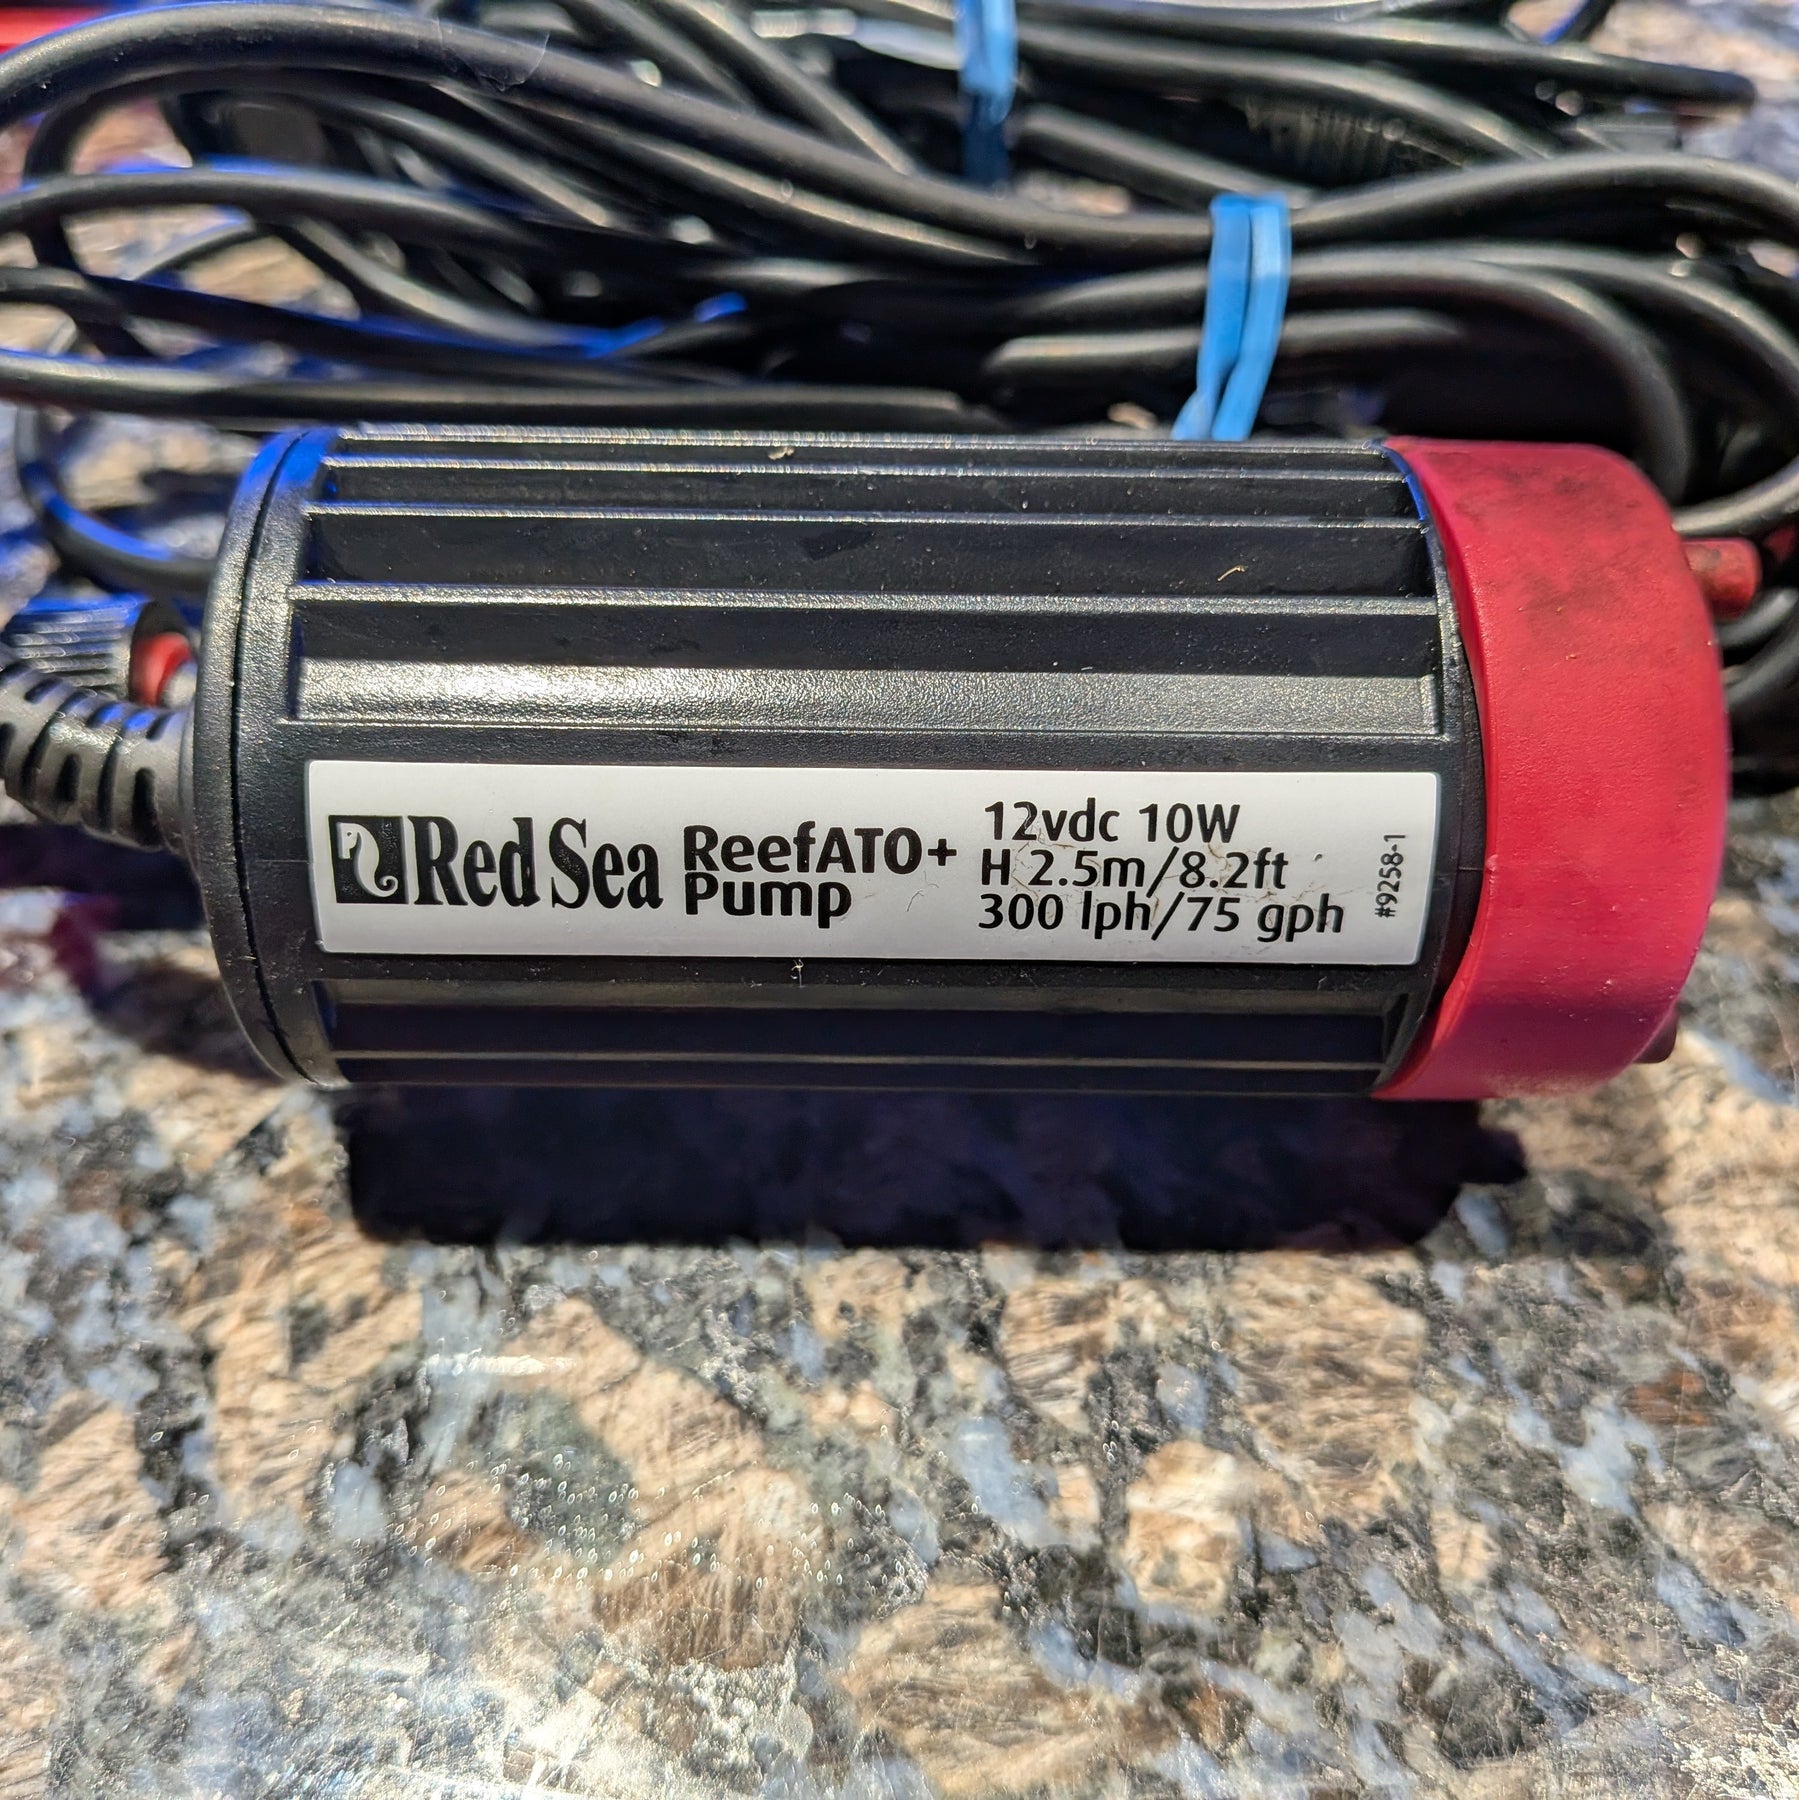 Red Sea
ReefATO+
Pump
12vdc 10W
H 2.5m/8.2ft
300 lph/75 gph
#9258-1